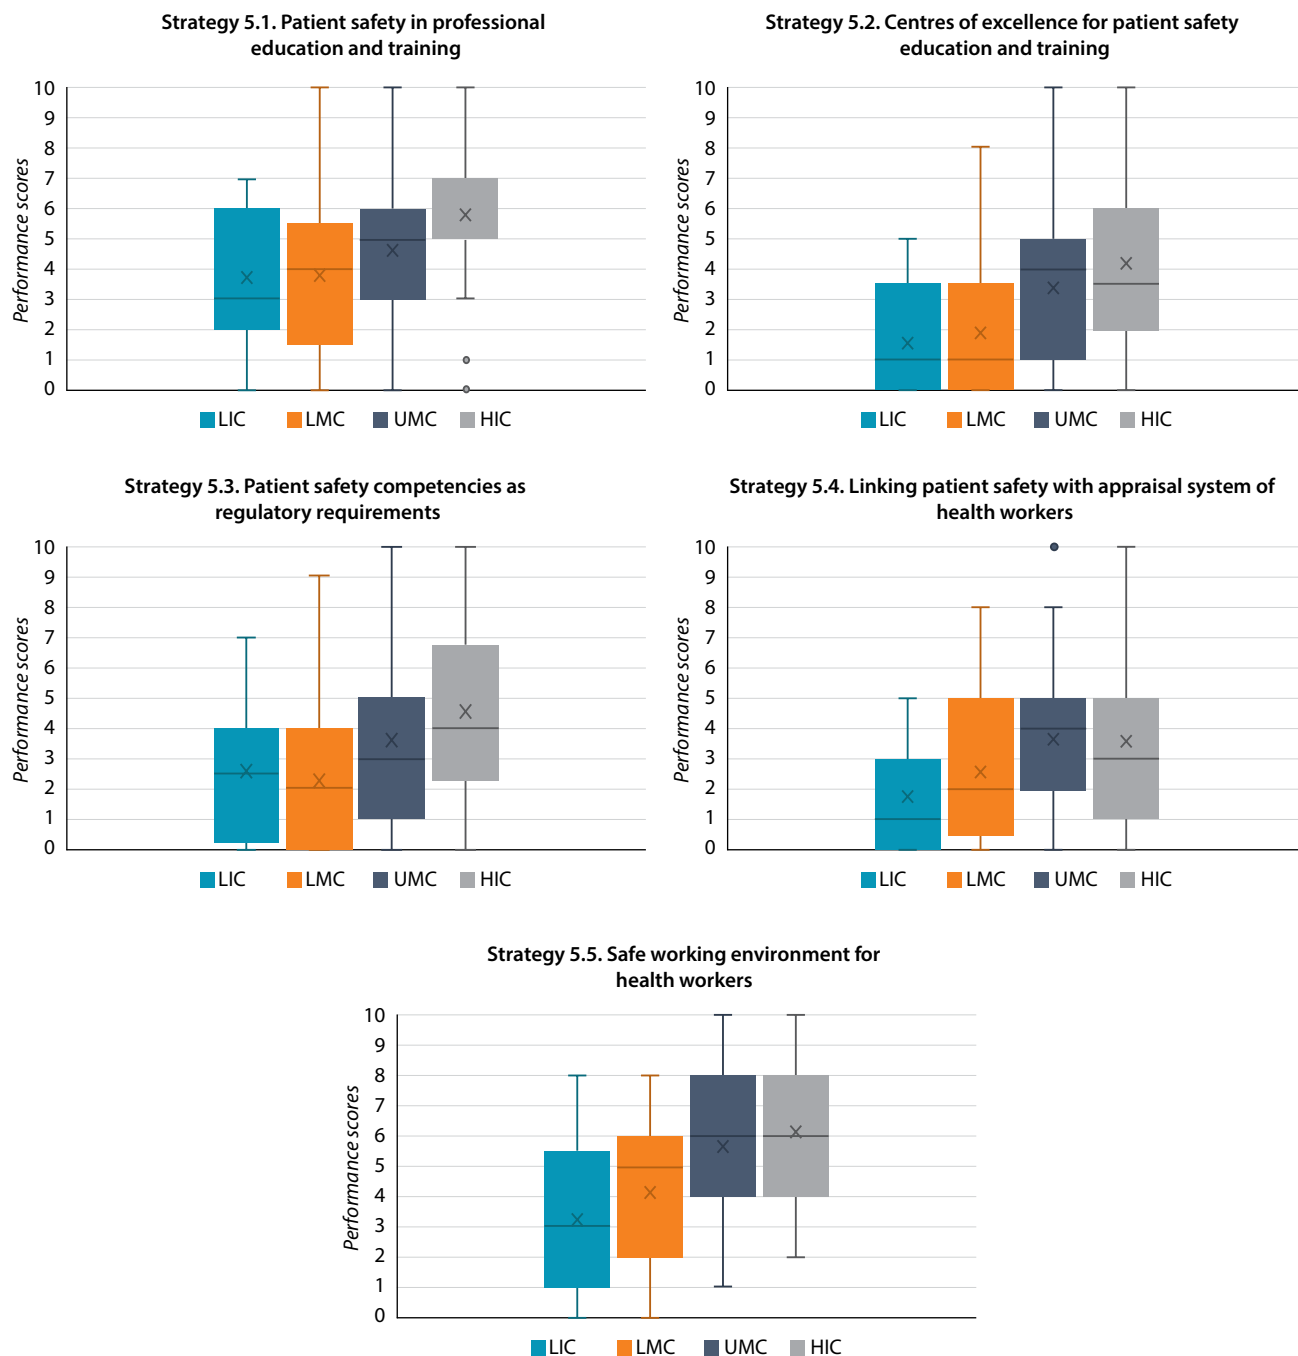 Strategy 5.1. Patient safety in professional
education and training
Performance scores
10
9
8
7
6
5
4
3
2
1
0
LIC LMC UMC HIC
Strategy 5.2. Centres of excellence for patient safety
education and training
Performance scores
10
9
8
7
6
5
4
3
2
1
0
LIC LMC UMC HIC
Strategy 5.3. Patient safety competencies as
regulatory requirements
Performance scores
10
9
8
7
6
5
4
3
2
1
0
LIC LMC UMC HIC
Strategy 5.4. Linking patient safety with appraisal system of
health workers
Performance scores
10
9
8
7
6
5
4
3
2
1
0
LIC LMC UMC HIC
Strategy 5.5. Safe working environment for
health workers
Performance scores
10
9
8
7
6
5
4
3
2
1
0
LIC LMC UMC HIC